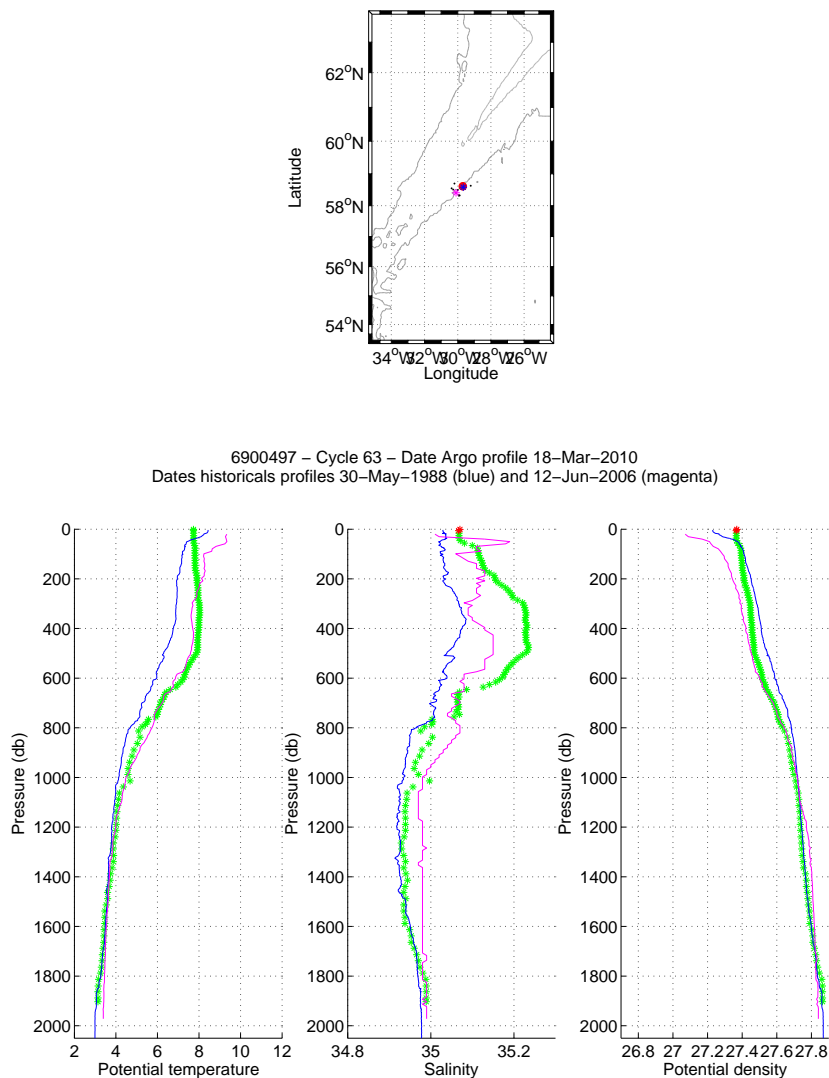 62°N
60°N
58°N
56°N
54°N
Latitude
34°W 32°W 30°W 28°W 26°W
Longitude
6900497 − Cycle 63 − Date Argo profile 18−Mar−2010
Dates historicals profiles 30−May−1988 (blue) and 12−Jun−2006 (magenta)
0
200
400
600
800
1000
1200
1400
1600
1800
2000
Pressure (db)
2 4 6 8 10 12
Potential temperature
0
200
400
600
800
1000
1200
1400
1600
1800
2000
Pressure (db)
34.8 35 35.2
Salinity
0
200
400
600
800
1000
1200
1400
1600
1800
2000
Pressure (db)
26.8 27 27.2 27.4 27.6 27.8
Potential density